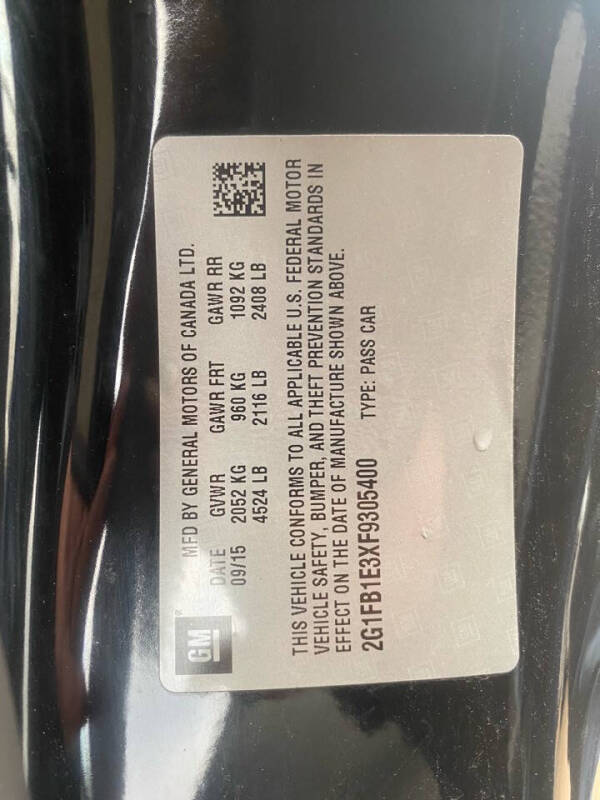 GM
MFD BY GENERAL MOTORS OF CANADA LTD.
DATE GVWR GAWR FRT GAWR RR
09/15 2052 KG 960 KG 1092 KG
4524 LB 2116 LB 2408 LB
THIS VEHICLE CONFORMS TO ALL APPLICABLE U.S. FEDERAL MOTOR
VEHICLE SAFETY, BUMPER, AND THEFT PREVENTION STANDARDS IN
EFFECT ON THE DATE OF MANUFACTURE SHOWN ABOVE.
2G1FB1E3XF9305400 TYPE: PASS CAR